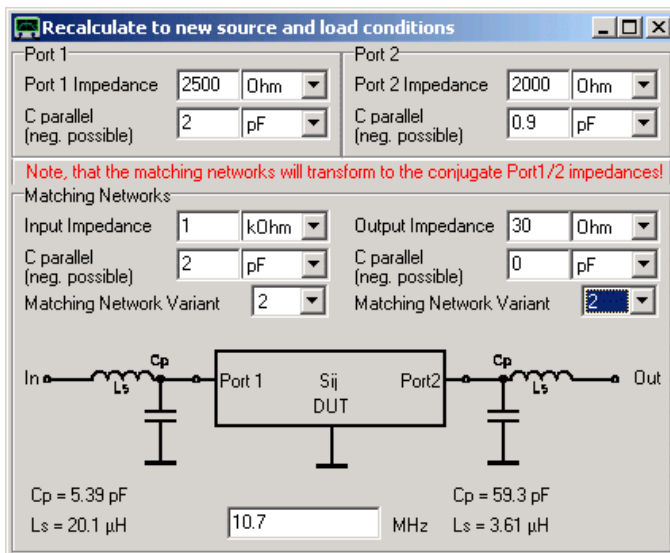 Recalculate to new source and load conditions
Port 1
Port 2
Port 1 Impedance 2500 Ohm
Port 2 Impedance 2000 Ohm
C parallel
(neg. possible) 2 pF
C parallel
(neg. possible) 0.9 pF
Note, that the matching networks will transform to the conjugate Port1/2 impedances!
Matching Networks
Input Impedance 1 kOhm
Output Impedance 30 Ohm
C parallel
(neg. possible) 2 pF
C parallel
(neg. possible) 0 pF
Matching Network Variant 2
Matching Network Variant 2
In Ls Cp Port 1 Sij Port2 Cp Ls Out
DUT
Cp = 5.39 pF
Cp = 59.3 pF
Ls = 20.1 µH 10.7 MHz Ls = 3.61 µH